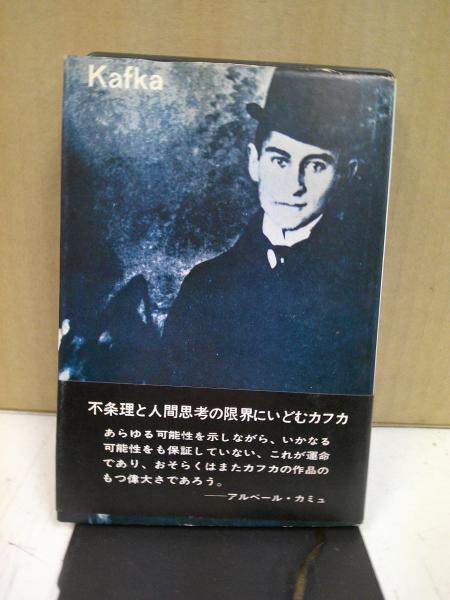 Kafka
不条理と人間思考の限界にいどむカフカ
あらゆる可能性を示しながら、いかなる
可能性をも保証していない、これが運命
であり、おそらくはまたカフカの作品の
もつ偉大さであろう。
——アルベール・カミュ